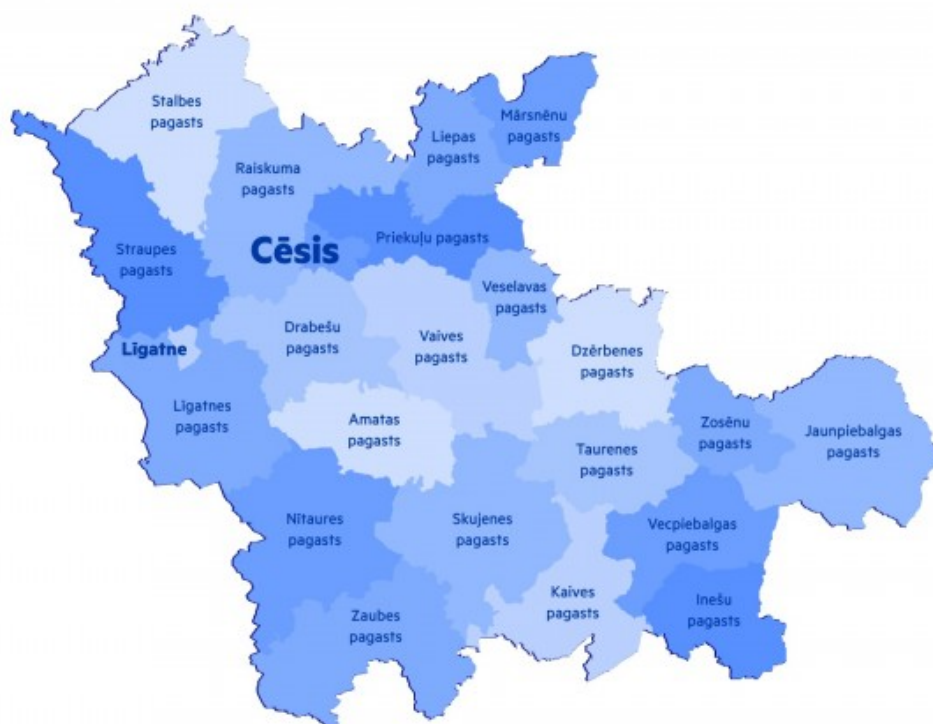 Stalbes
pagasts
Mārsnēnu
pagasts
Liepas
pagasts
Raiskuma
pagasts
Straupes
pagasts
Cēsis
Priekuļu pagasts
Veselavas
pagasts
Drabešu
pagasts
Vaives
pagasts
Līgatne
Dzērbenes
pagasts
Līgatnes
pagasts
Amatas
pagasts
Zosēnu
pagasts
Jaunpiebalgas
pagasts
Taurenes
pagasts
Nītaures
pagasts
Skujenes
pagasts
Vecpiebalgas
pagasts
Kaives
pagasts
Inešu
pagasts
Zaubes
pagasts